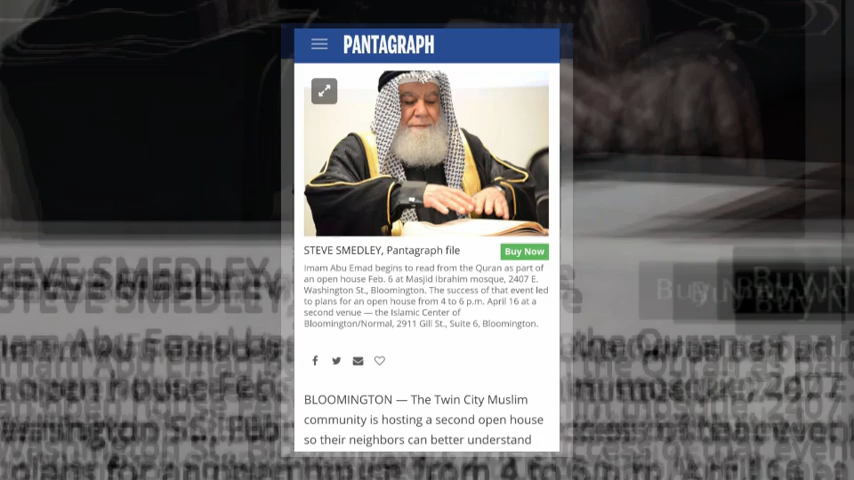 PANTAGRAPH
STEVE SMEDLEY, Pantagraph file
Buy Now
Imam Abu Emad begins to read from the Quran as part of
an open house Feb. 6 at Masjid Ibrahim mosque, 2407 E.
Washington St., Bloomington. The success of that event led
to plans for an open house from 4 to 6 p.m. April 16 at a
second venue — the Islamic Center of
Bloomington/Normal, 2911 Gill St., Suite 6, Bloomington.
BLOOMINGTON — The Twin City Muslim
community is hosting a second open house
so their neighbors can better understand